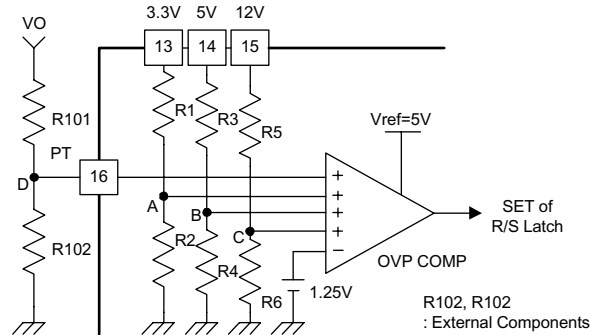 VO
3.3V 5V 12V
13 14 15
R101
R1
R3
R5
Vref=5V
PT
16
D
A
B
C
+
+
+
+
−
SET of
R/S Latch
R102
R2
R4
R6
1.25V
OVP COMP
R102, R102
: External Components